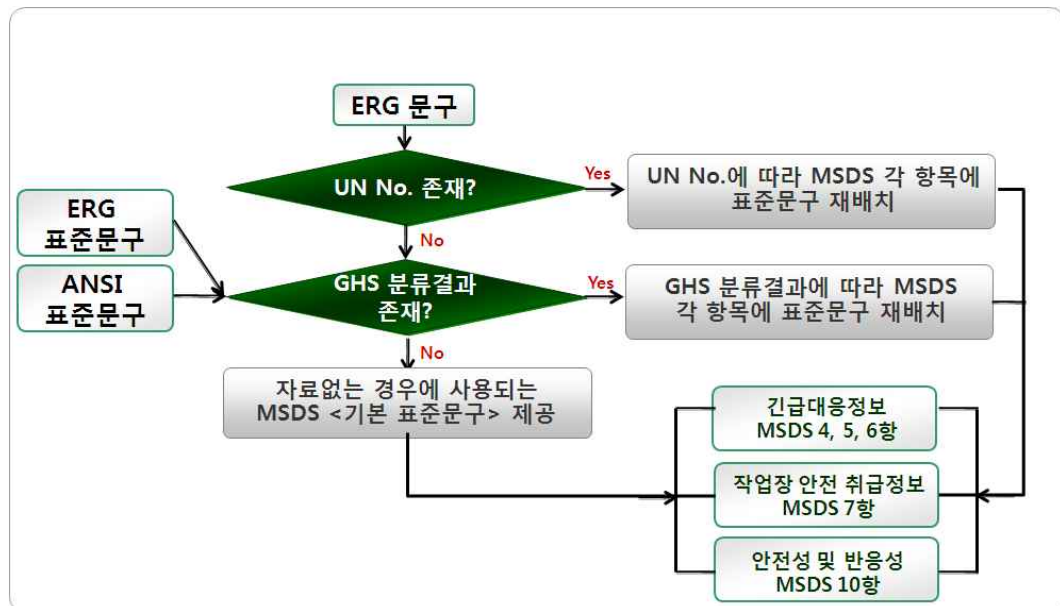 ERG 문구
UN No. 존재?
Yes
UN No.에 따라 MSDS 각 항목에
표준문구 재배치
No
ERG
표준문구
ANSI
표준문구
GHS 분류결과
존재?
Yes
GHS 분류결과에 따라 MSDS
각 항목에 표준문구 재배치
No
자료없는 경우에 사용되는
MSDS <기본 표준문구> 제공
긴급대응정보
MSDS 4, 5, 6항
작업장 안전 취급정보
MSDS 7항
안전성 및 반응성
MSDS 10항